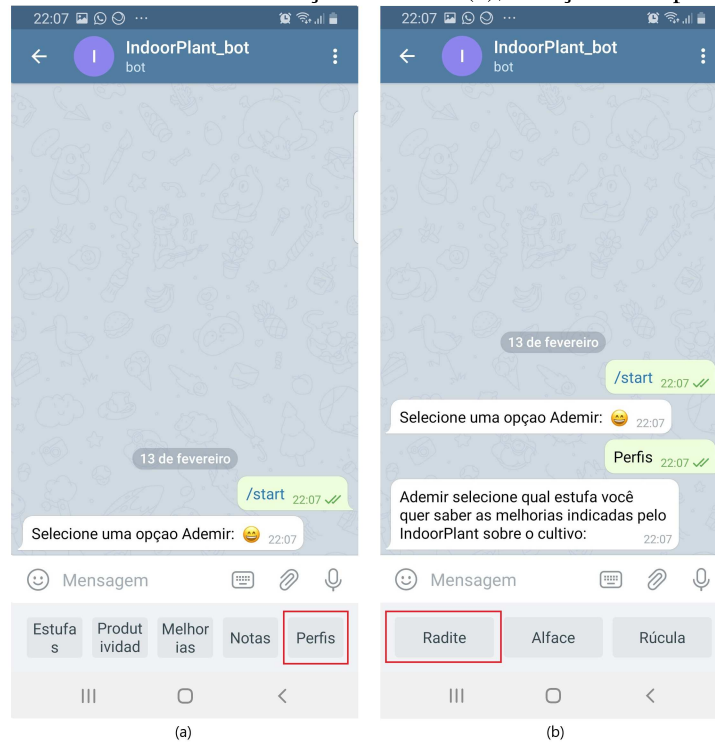 22:07
IndoorPlant_bot
bot
13 de fevereiro
/start 22:07
Selecione uma opçao Ademir: 😄 22:07
Mensagem
Estufa
s
Produt
ividad
Melhor
ias
Notas
Perfis
(a)
22:07
IndoorPlant_bot
bot
13 de fevereiro
/start 22:07
Selecione uma opçao Ademir: 😄 22:07
Perfis 22:07
Ademir selecione qual estufa você
quer saber as melhorias indicadas pelo
IndoorPlant sobre o cultivo: 22:07
Mensagem
Radite
Alface
Rúcula
(b)